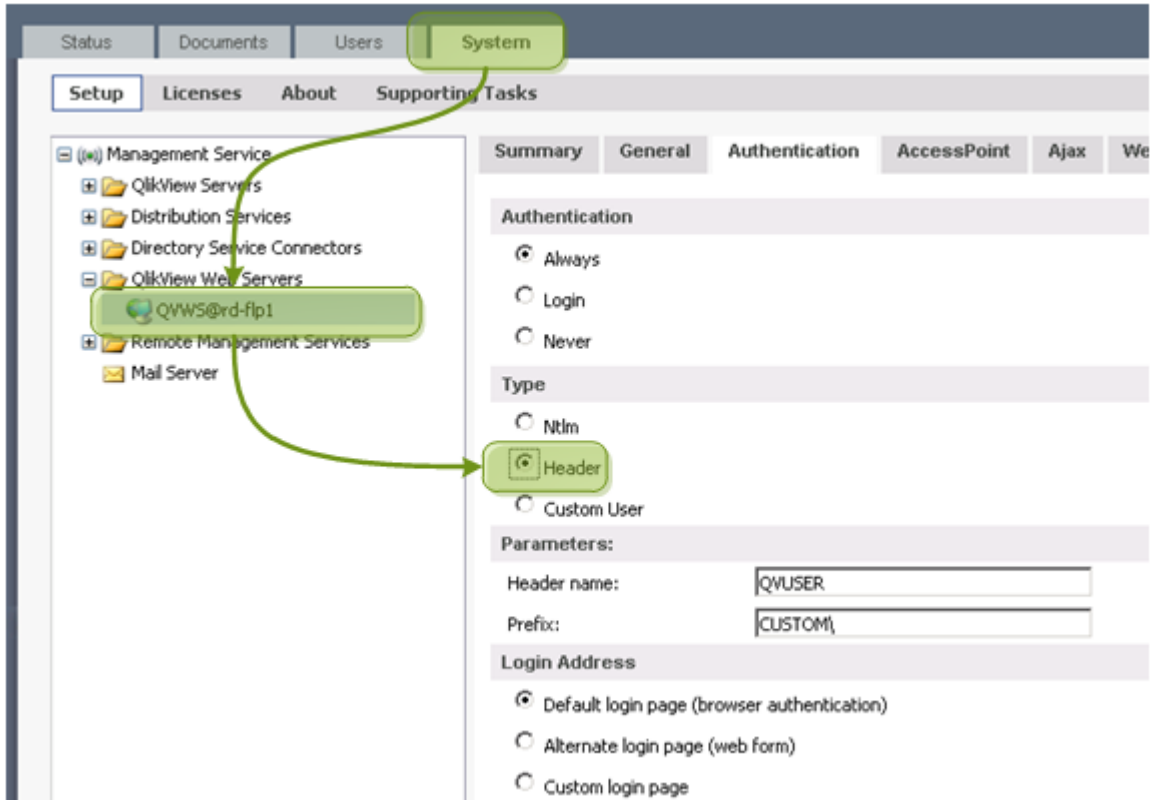 Status Documents Users System
Setup Licenses About Supporting Tasks
Management Service
QlikView Servers
Distribution Services
Directory Service Connectors
QlikView Web Servers
QVWS@rd-flp1
Remote Management Services
Mail Server
Summary General Authentication AccessPoint Ajax We
Authentication
Always
Login
Never
Type
Ntlm
Header
Custom User
Parameters:
Header name: QVUSER
Prefix: CUSTOM\
Login Address
Default login page (browser authentication)
Alternate login page (web form)
Custom login page